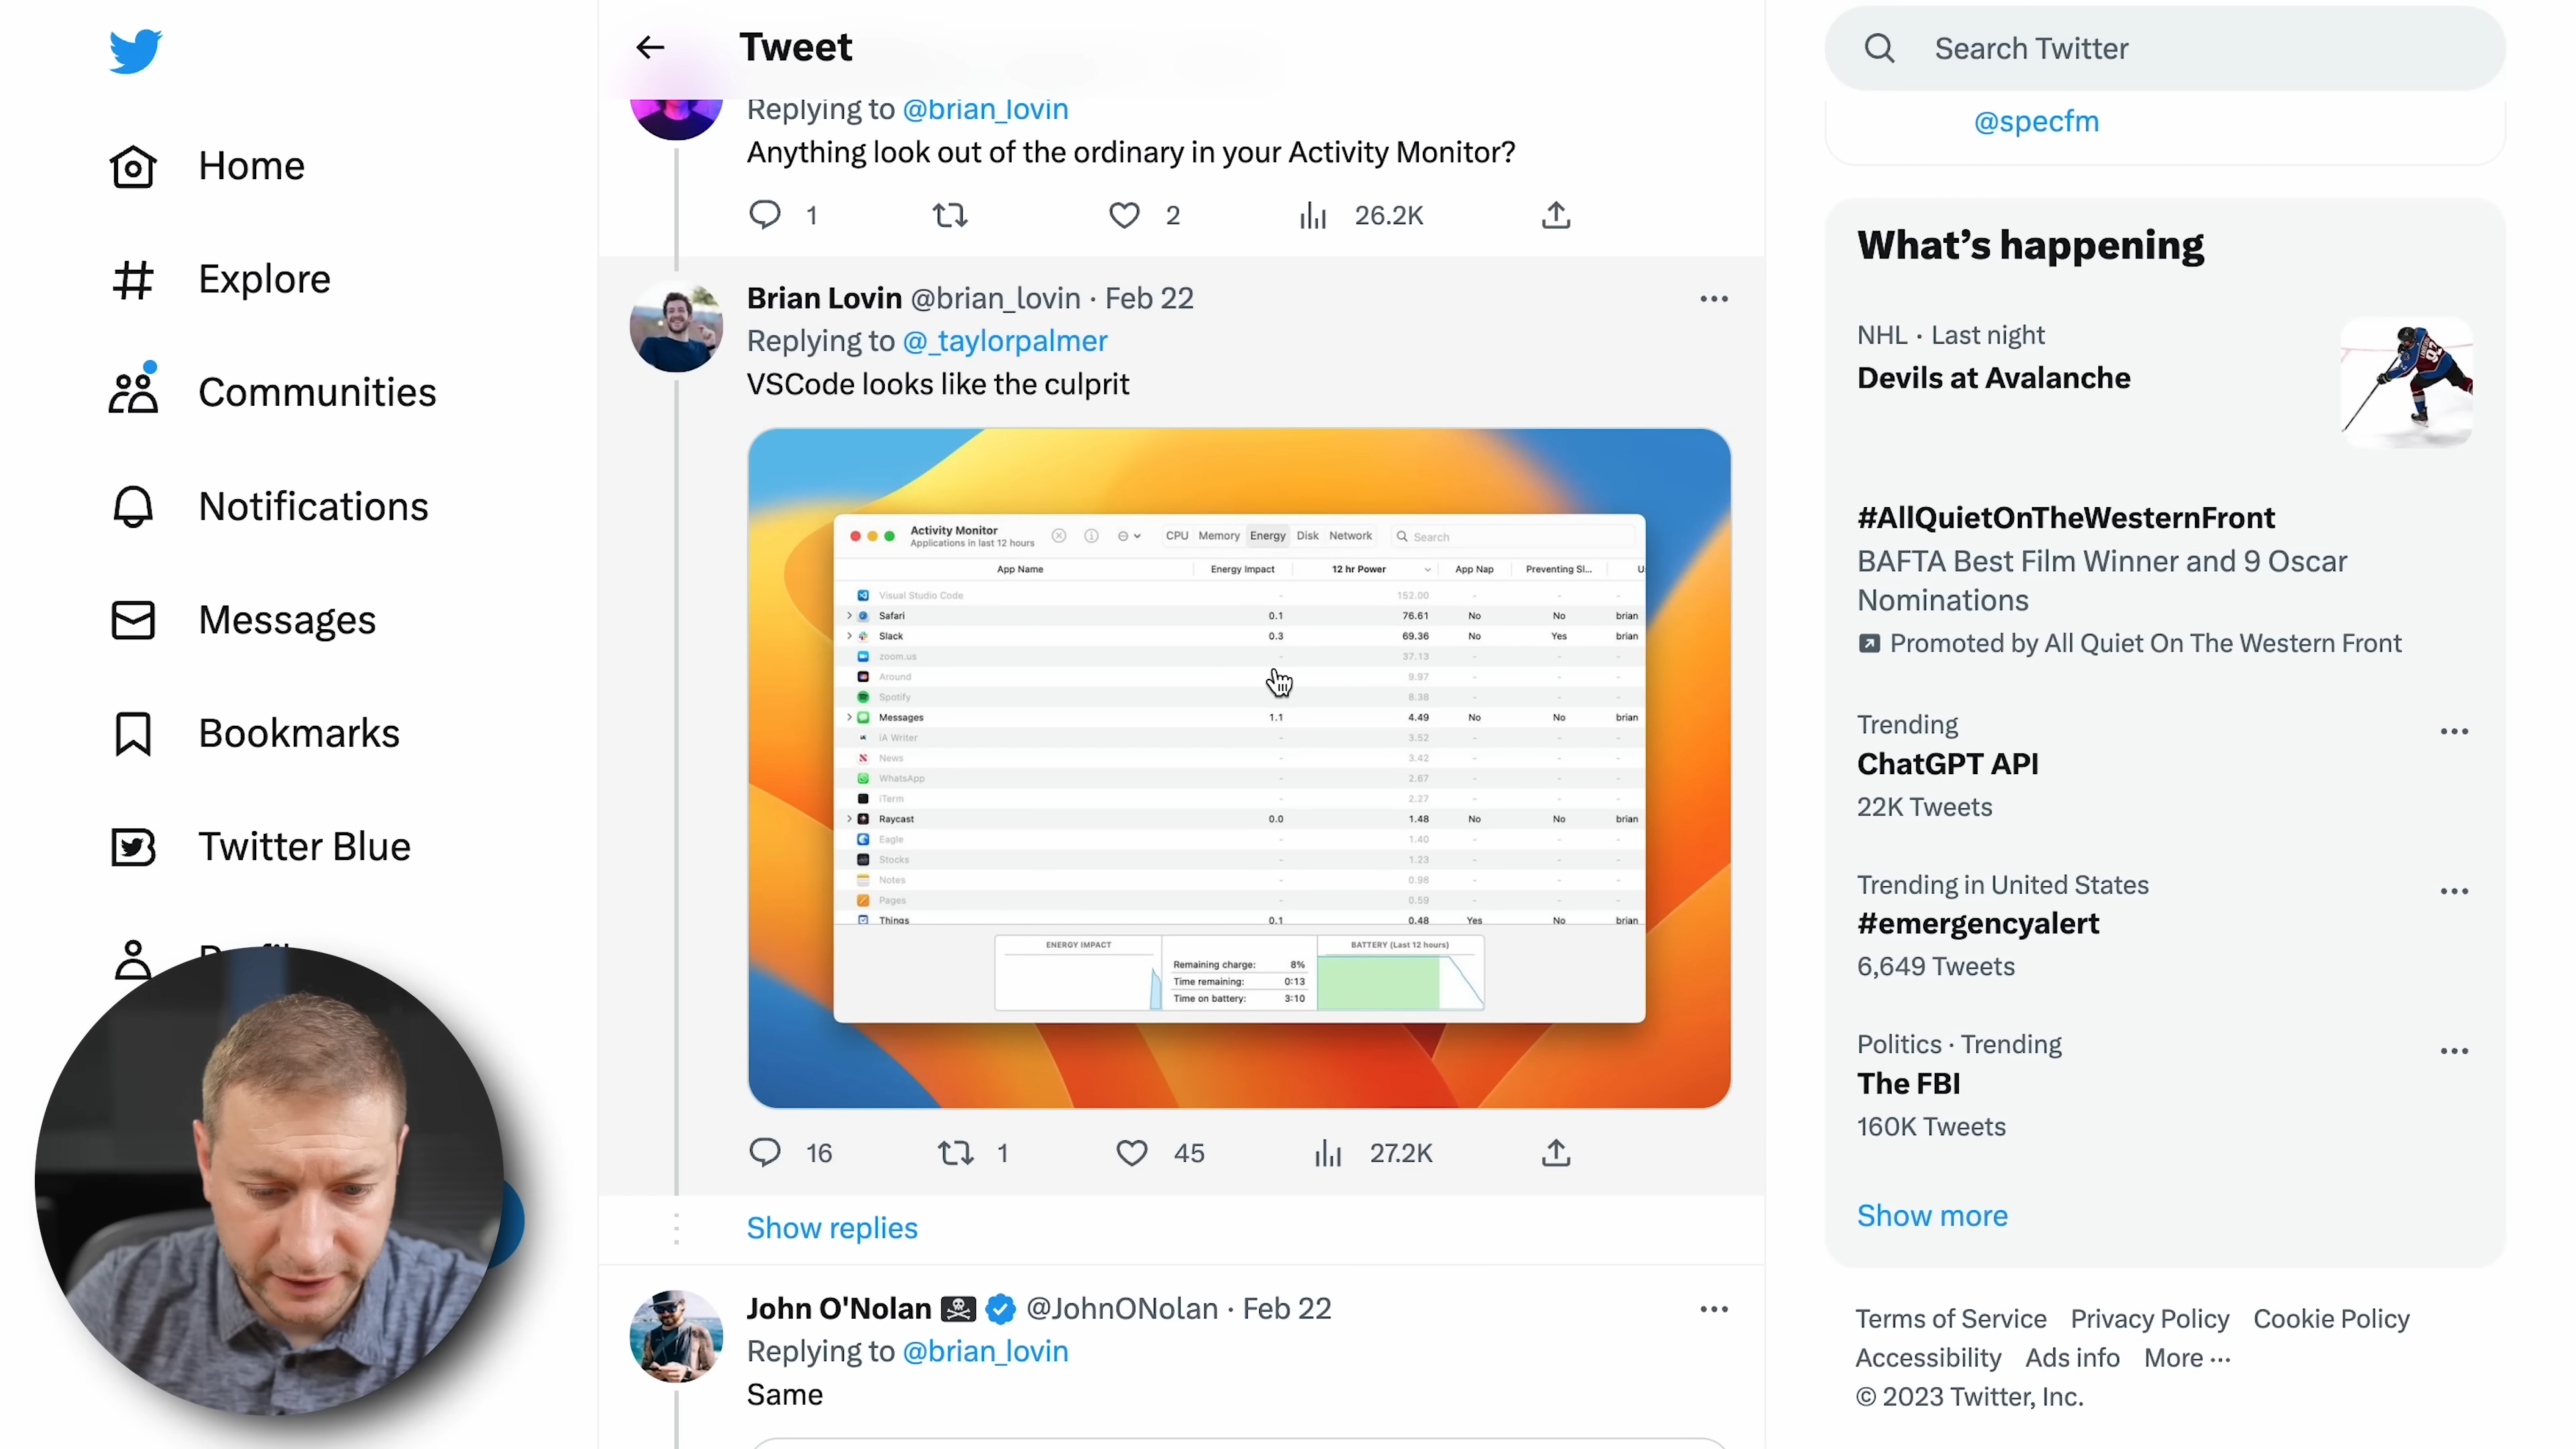 Home
Explore
Communities
Notifications
Messages
Bookmarks
Twitter Blue
Tweet
Replying to @brian_lovin
Anything look out of the ordinary in your Activity Monitor?
1
2
26.2K
Brian Lovin @brian_lovin · Feb 22
Replying to @_taylorpalmer
VSCode looks like the culprit
Activity Monitor
Applications in last 12 hours
CPU Memory Energy Disk Network
Search
App Name Energy Impact 12 hr Power App Nap Preventing Sl... U
Visual Studio Code - 152.00 - - -
Safari 0.1 76.61 No No brian
Slack 0.3 69.36 No Yes brian
zoom.us - 37.13 - - -
Around - 9.97 - - -
Spotify - 8.38 - - -
Messages 1.1 4.49 No No brian
iA Writer - 3.52 - - -
News - 3.42 - - -
WhatsApp - 2.67 - - -
iTerm - 2.27 - - -
Raycast 0.0 1.48 No No brian
Eagle - 1.40 - - -
Stocks - 1.23 - - -
Notes - 0.98 - - -
Pages - 0.59 - - -
Things 0.1 0.48 Yes No brian
ENERGY IMPACT
Remaining charge: 8%
Time remaining: 0:13
Time on battery: 3:10
BATTERY (Last 12 hours)
16
1
45
27.2K
Show replies
John O'Nolan @JohnONolan · Feb 22
Replying to @brian_lovin
Same
Search Twitter
@specfm
What's happening
NHL · Last night
Devils at Avalanche
#AllQuietOnTheWesternFront
BAFTA Best Film Winner and 9 Oscar
Nominations
Promoted by All Quiet On The Western Front
Trending
ChatGPT API
22K Tweets
Trending in United States
#emergencyalert
6,649 Tweets
Politics · Trending
The FBI
160K Tweets
Show more
Terms of Service Privacy Policy Cookie Policy
Accessibility Ads info More ···
© 2023 Twitter, Inc.